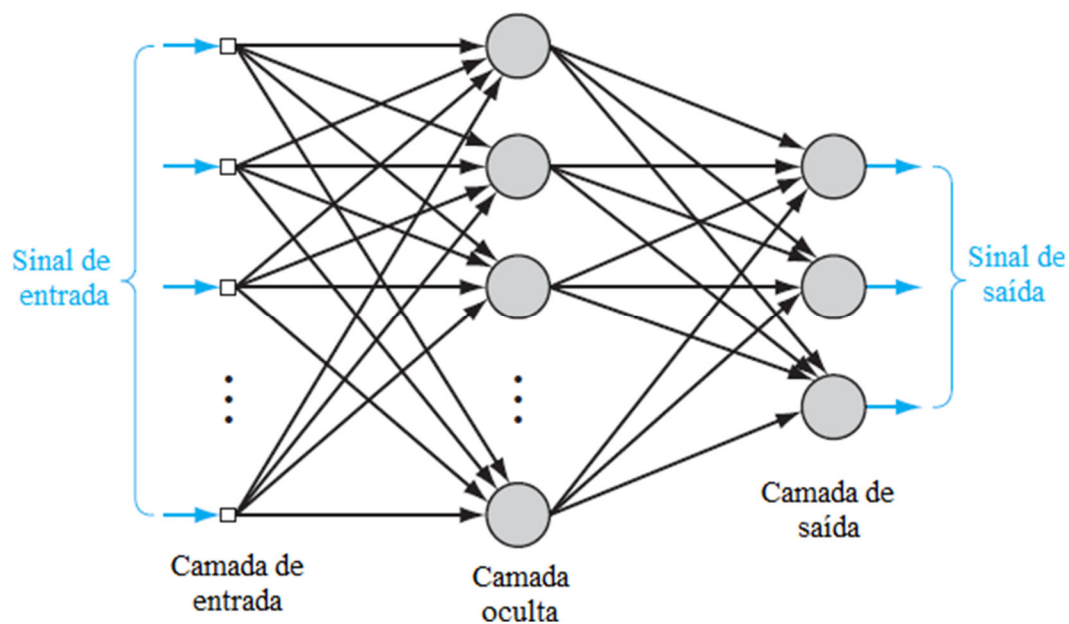 Sinal de
entrada
Sinal de
saída
Camada de
entrada
Camada
oculta
Camada de
saída